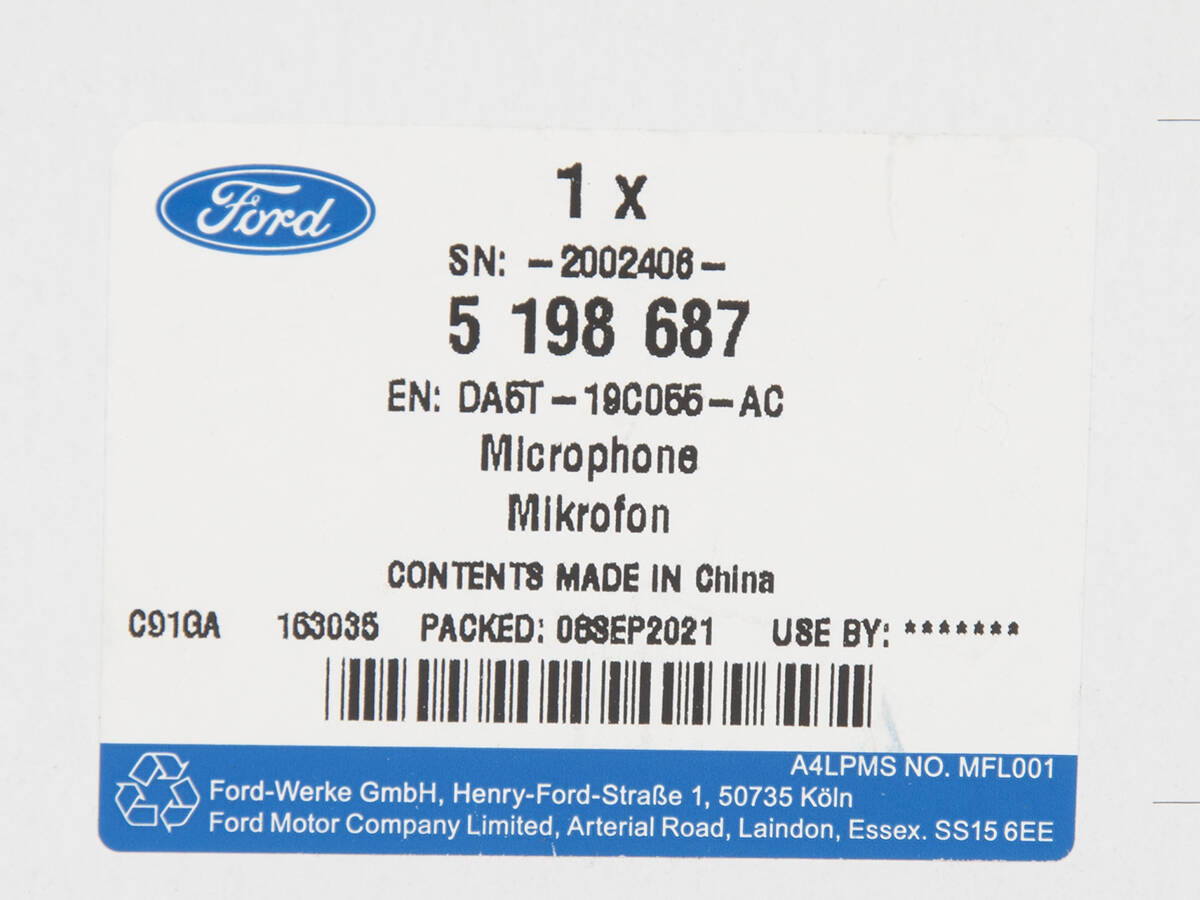 Ford
1 x
SN: -2002406-
5 198 687
EN: DA5T-19C055-AC
Microphone
Mikrofon
CONTENTS MADE IN China
C91GA 163035 PACKED: 08SEP2021 USE BY: *******
A4LPMS NO. MFL001
Ford-Werke GmbH, Henry-Ford-Straße 1, 50735 Köln
Ford Motor Company Limited, Arterial Road, Laindon, Essex. SS15 6EE